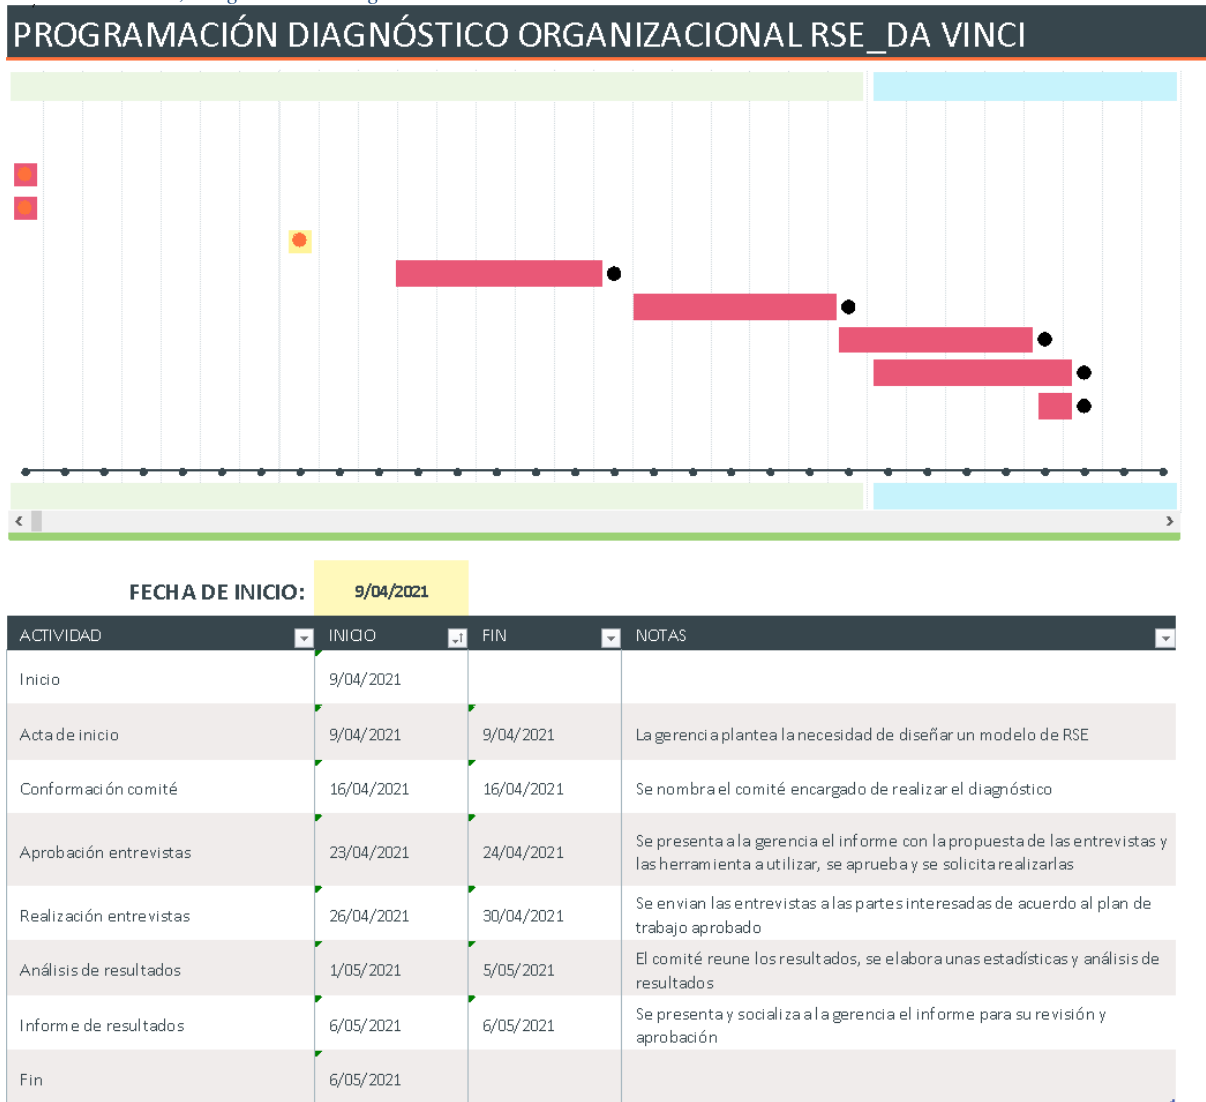 PROGRAMACIÓN DIAGNÓSTICO ORGANIZACIONAL RSE_DA VINCI
FECHA DE INICIO: 9/04/2021
ACTIVIDAD INICIO FIN NOTAS
Inicio 9/04/2021
Acta de inicio 9/04/2021 9/04/2021 La gerencia plantea la necesidad de diseñar un modelo de RSE
Conformación comité 16/04/2021 16/04/2021 Se nombra el comité encargado de realizar el diagnóstico
Aprobación entrevistas 23/04/2021 24/04/2021 Se presenta a la gerencia el informe con la propuesta de las entrevistas y
las herramienta a utilizar, se aprueba y se solicita realizarlas
Realización entrevistas 26/04/2021 30/04/2021 Se envian las entrevistas a las partes interesadas de acuerdo al plan de
trabajo aprobado
Análisis de resultados 1/05/2021 5/05/2021 El comité reune los resultados, se elabora unas estadísticas y análisis de
resultados
Informe de resultados 6/05/2021 6/05/2021 Se presenta y socializa a la gerencia el informe para su revisión y
aprobación
Fin 6/05/2021